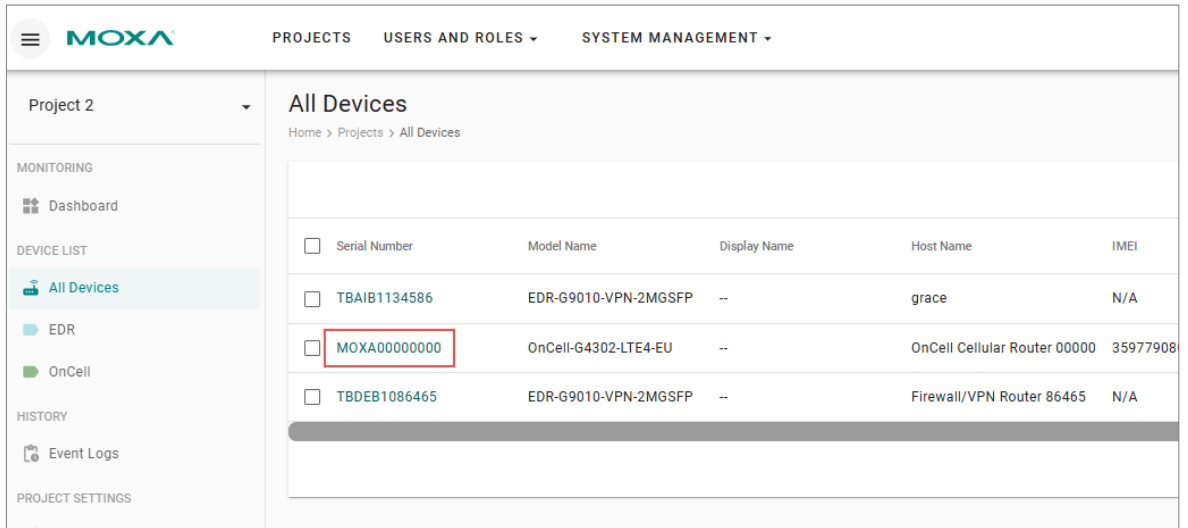 MOXA PROJECTS USERS AND ROLES SYSTEM MANAGEMENT
Project 2
MONITORING
Dashboard
DEVICE LIST
All Devices
EDR
OnCell
HISTORY
Event Logs
PROJECT SETTINGS
All Devices
Home > Projects > All Devices
Serial Number Model Name Display Name Host Name IMEI
TBAIB1134586 EDR-G9010-VPN-2MGSFP -- grace N/A
MOXA00000000 OnCell-G4302-LTE4-EU -- OnCell Cellular Router 00000
TBDEB1086465 EDR-G9010-VPN-2MGSFP -- Firewall/VPN Router 86465 N/A